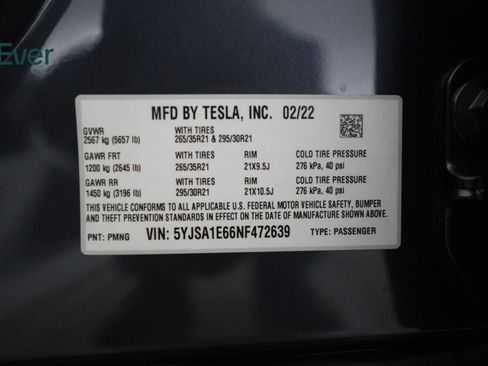 Ever
MFD BY TESLA, INC. 02/22
GVWR WITH TIRES
2567 kg (5657 lb) 265/35R21 & 295/30R21
GAWR FRT WITH TIRES RIM COLD TIRE PRESSURE
1200 kg (2645 lb) 265/35R21 21X9.5J 276 kPa, 40 psi
GAWR RR WITH TIRES RIM COLD TIRE PRESSURE
1450 kg (3196 lb) 295/30R21 21X10.5J 276 kPa, 40 psi
THIS VEHICLE CONFORMS TO ALL APPLICABLE U.S. FEDERAL MOTOR VEHICLE SAFETY, BUMPER
AND THEFT PREVENTION STANDARDS IN EFFECT ON THE DATE OF MANUFACTURE SHOWN ABOVE.
PNT: PMNG VIN: 5YJSA1E66NF472639 TYPE: PASSENGER